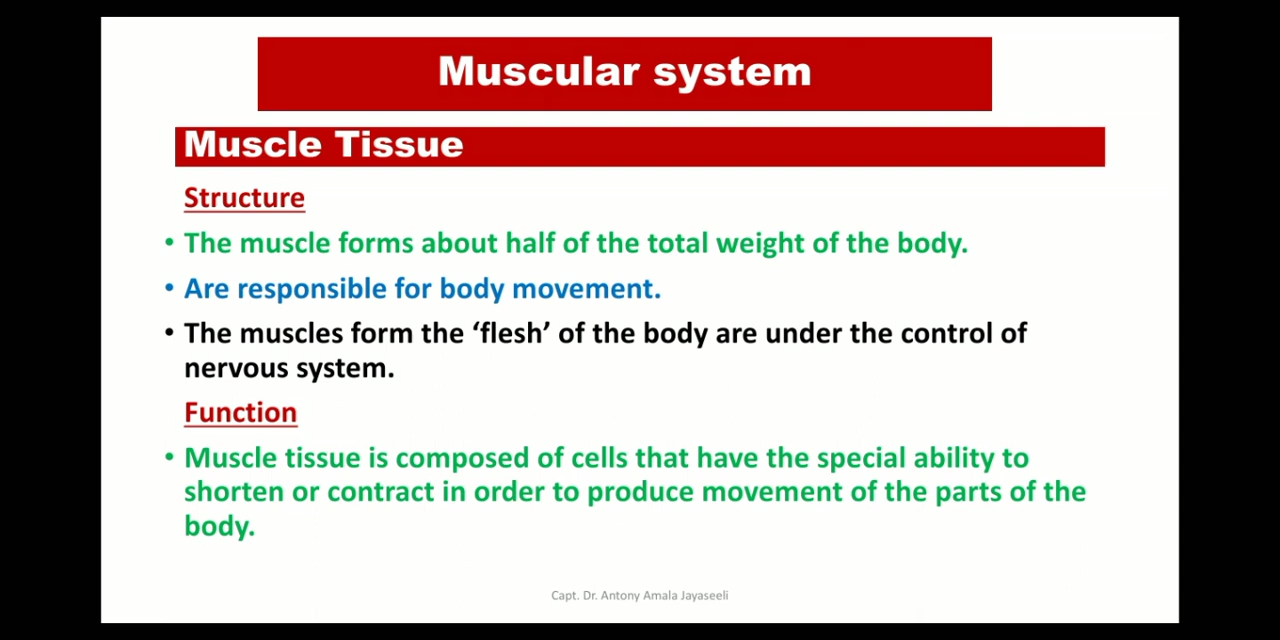 Muscular system
Muscle Tissue
Structure
• The muscle forms about half of the total weight of the body.
• Are responsible for body movement.
• The muscles form the ‘flesh’ of the body are under the control of
nervous system.
Function
• Muscle tissue is composed of cells that have the special ability to
shorten or contract in order to produce movement of the parts of the
body.
Capt. Dr. Antony Amala Jayaseeli